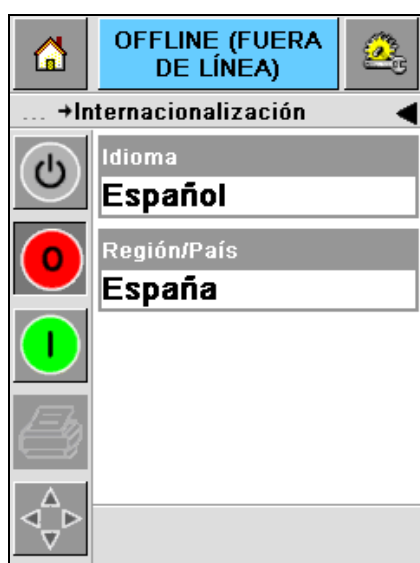 OFFLINE (FUERA
DE LÍNEA)
... →Internacionalización
Idioma
Español
Región/País
España
O
I